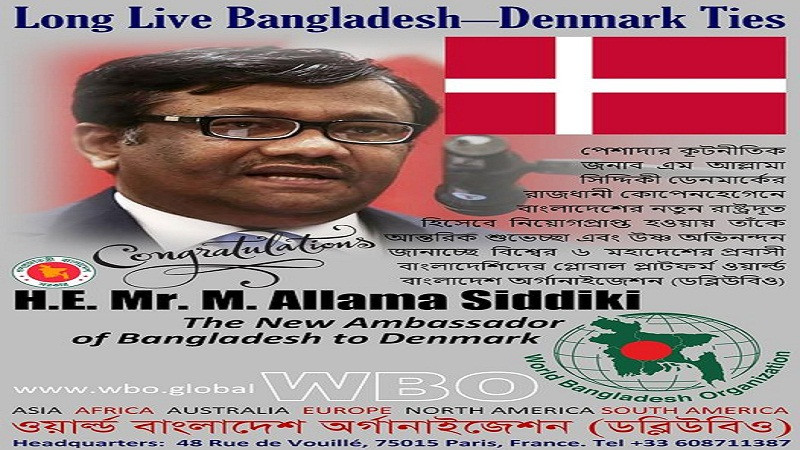 Long Live Bangladesh—Denmark Ties
পেশাদার কূটনীতিক
জনাব এম আল্লামা
সিদ্দিকী ডেনমার্কের
রাজধানী কোপেনহেগেনে
বাংলাদেশের নতুন রাষ্ট্রদূত
হিসেবে নিয়োগপ্রাপ্ত হওয়ায় তাঁকে
আন্তরিক শুভেচ্ছা এবং উষ্ণ অভিনন্দন
জানাচ্ছে বিশ্বের ৬ মহাদেশের প্রবাসী
বাংলাদেশিদের গ্লোবাল প্লাটফর্ম ওয়ার্ল্ড
বাংলাদেশ অর্গানাইজেশন (ডব্লিউবিও)
Congratulations
H.E. Mr. M. Allama Siddiki
The New Ambassador
of Bangladesh to Denmark
World Bangladesh Organization
www.wbo.global WBO
ASIA AFRICA AUSTRALIA EUROPE NORTH AMERICA SOUTH AMERICA
ওয়ার্ল্ড বাংলাদেশ অর্গানাইজেশন (ডব্লিউবিও)
Headquarters: 48 Rue de Vouillé, 75015 Paris, France. Tel +33 608711387